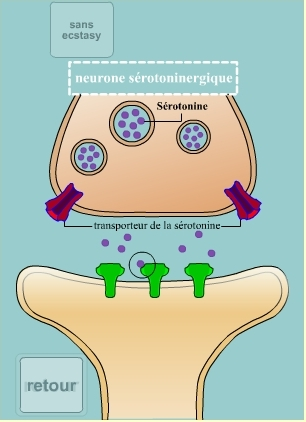 sans
ecstasy
neurone sérotoninergique
Sérotonine
transporteur de la sérotonine
retour